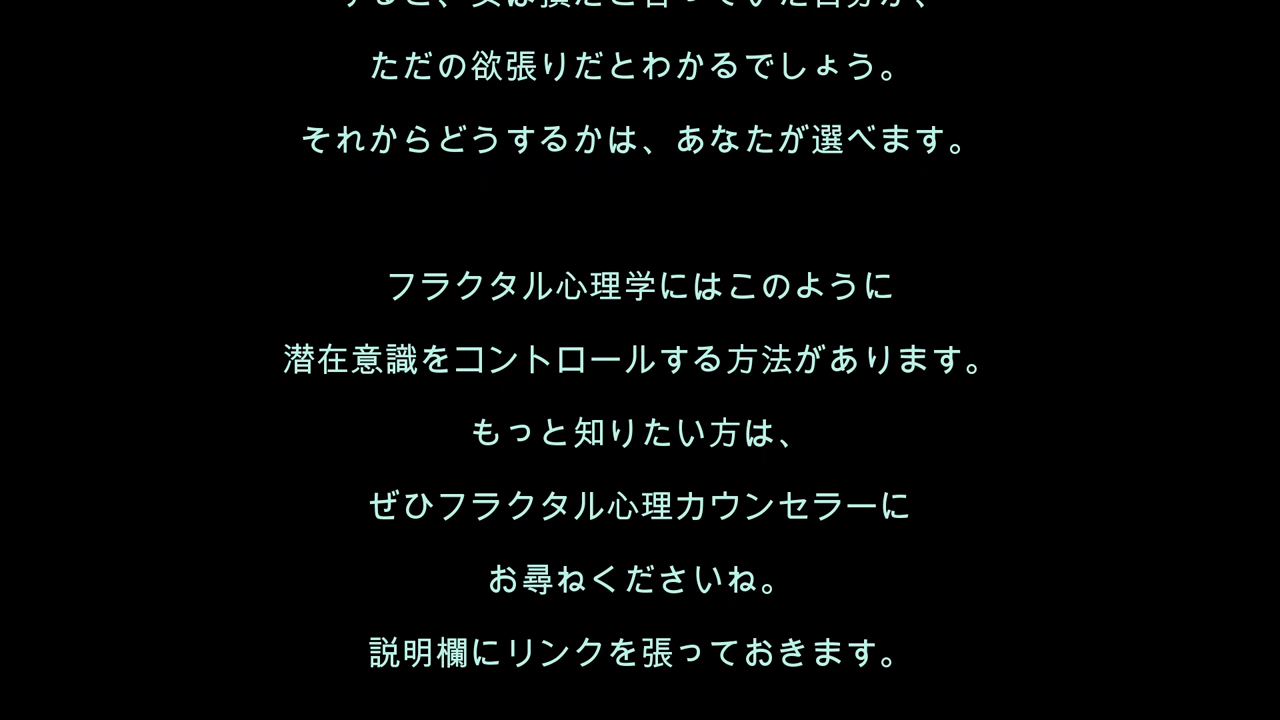 ただの欲張りだとわかるでしょう。
それからどうするかは、あなたが選べます。
フラクタル心理学にはこのように
潜在意識をコントロールする方法があります。
もっと知りたい方は、
ぜひフラクタル心理カウンセラーに
お尋ねくださいね。
説明欄にリンクを張っておきます。